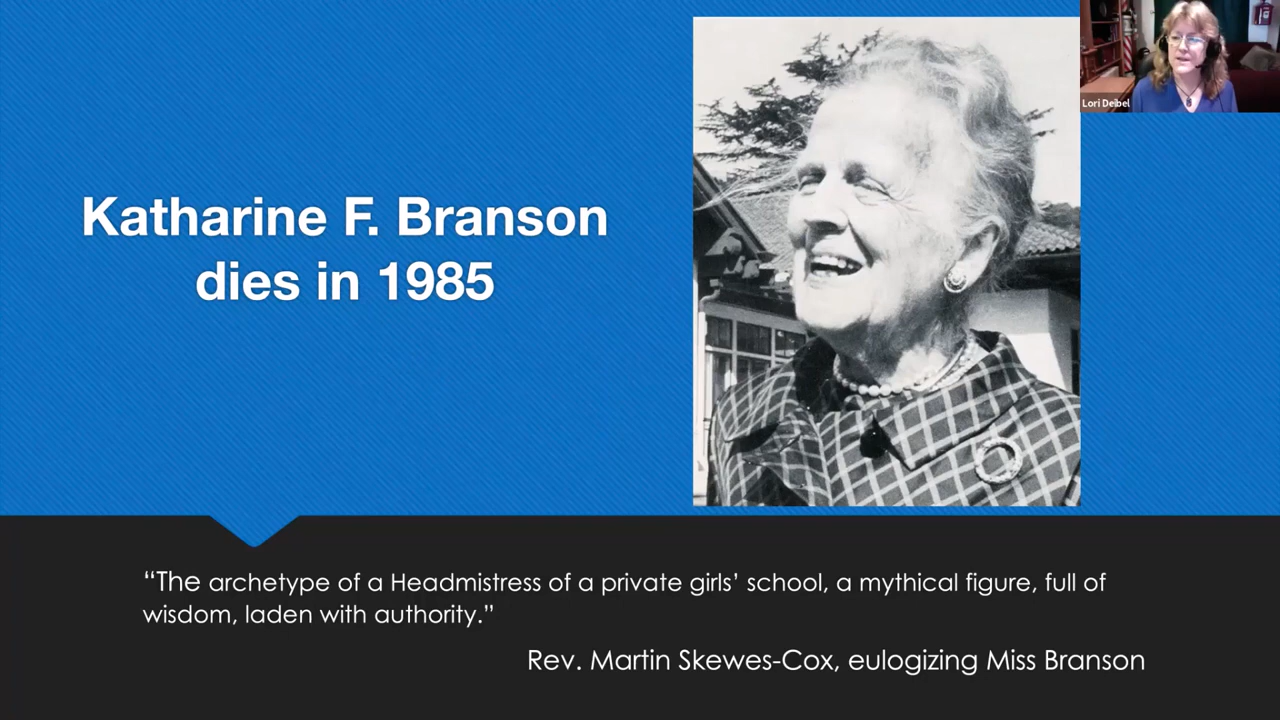 Lori Deibel
Katharine F. Branson
dies in 1985
“The archetype of a Headmistress of a private girls’ school, a mythical figure, full of
wisdom, laden with authority.”
Rev. Martin Skewes-Cox, eulogizing Miss Branson